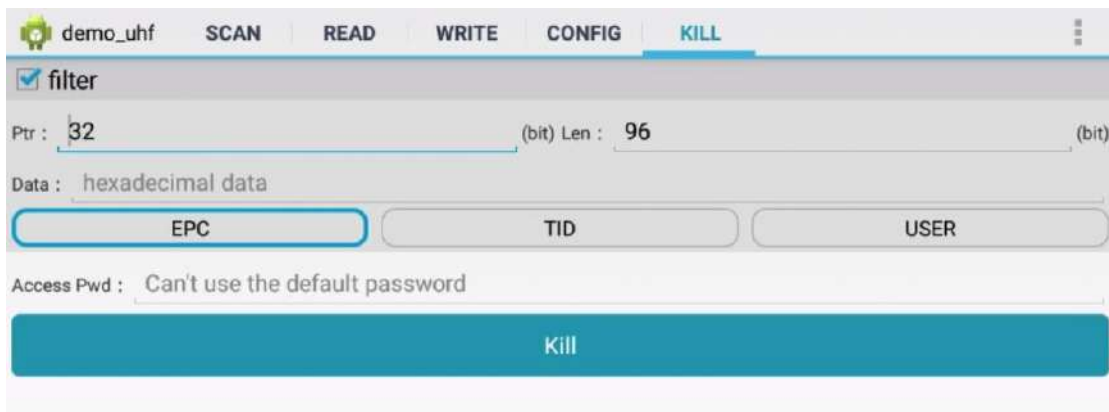 demo_uhf SCAN READ WRITE CONFIG KILL
filter
Ptr : 32 (bit) Len : 96 (bit)
Data : hexadecimal data
EPC TID USER
Access Pwd : Can't use the default password
Kill